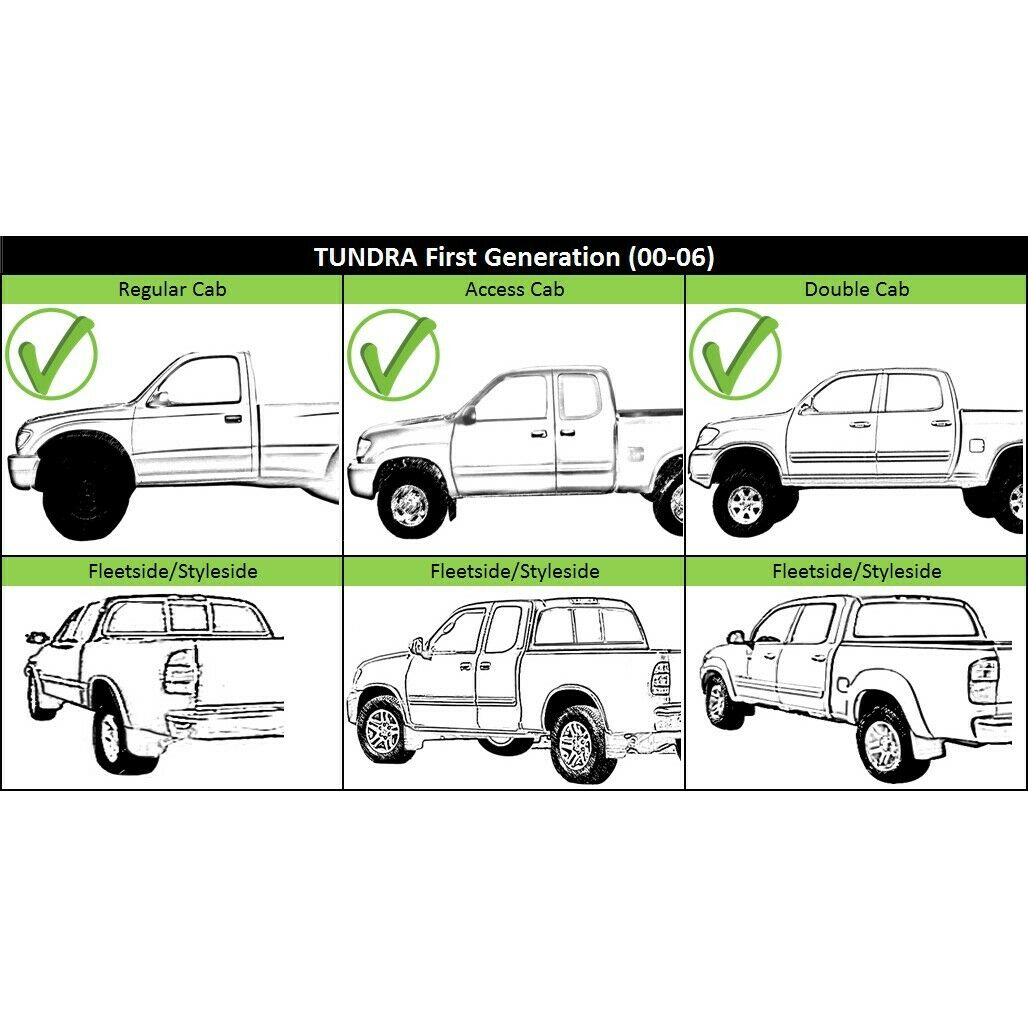 TUNDRA First Generation (00-06)
Regular Cab
Access Cab
Double Cab
Fleetside/Styleside
Fleetside/Styleside
Fleetside/Styleside